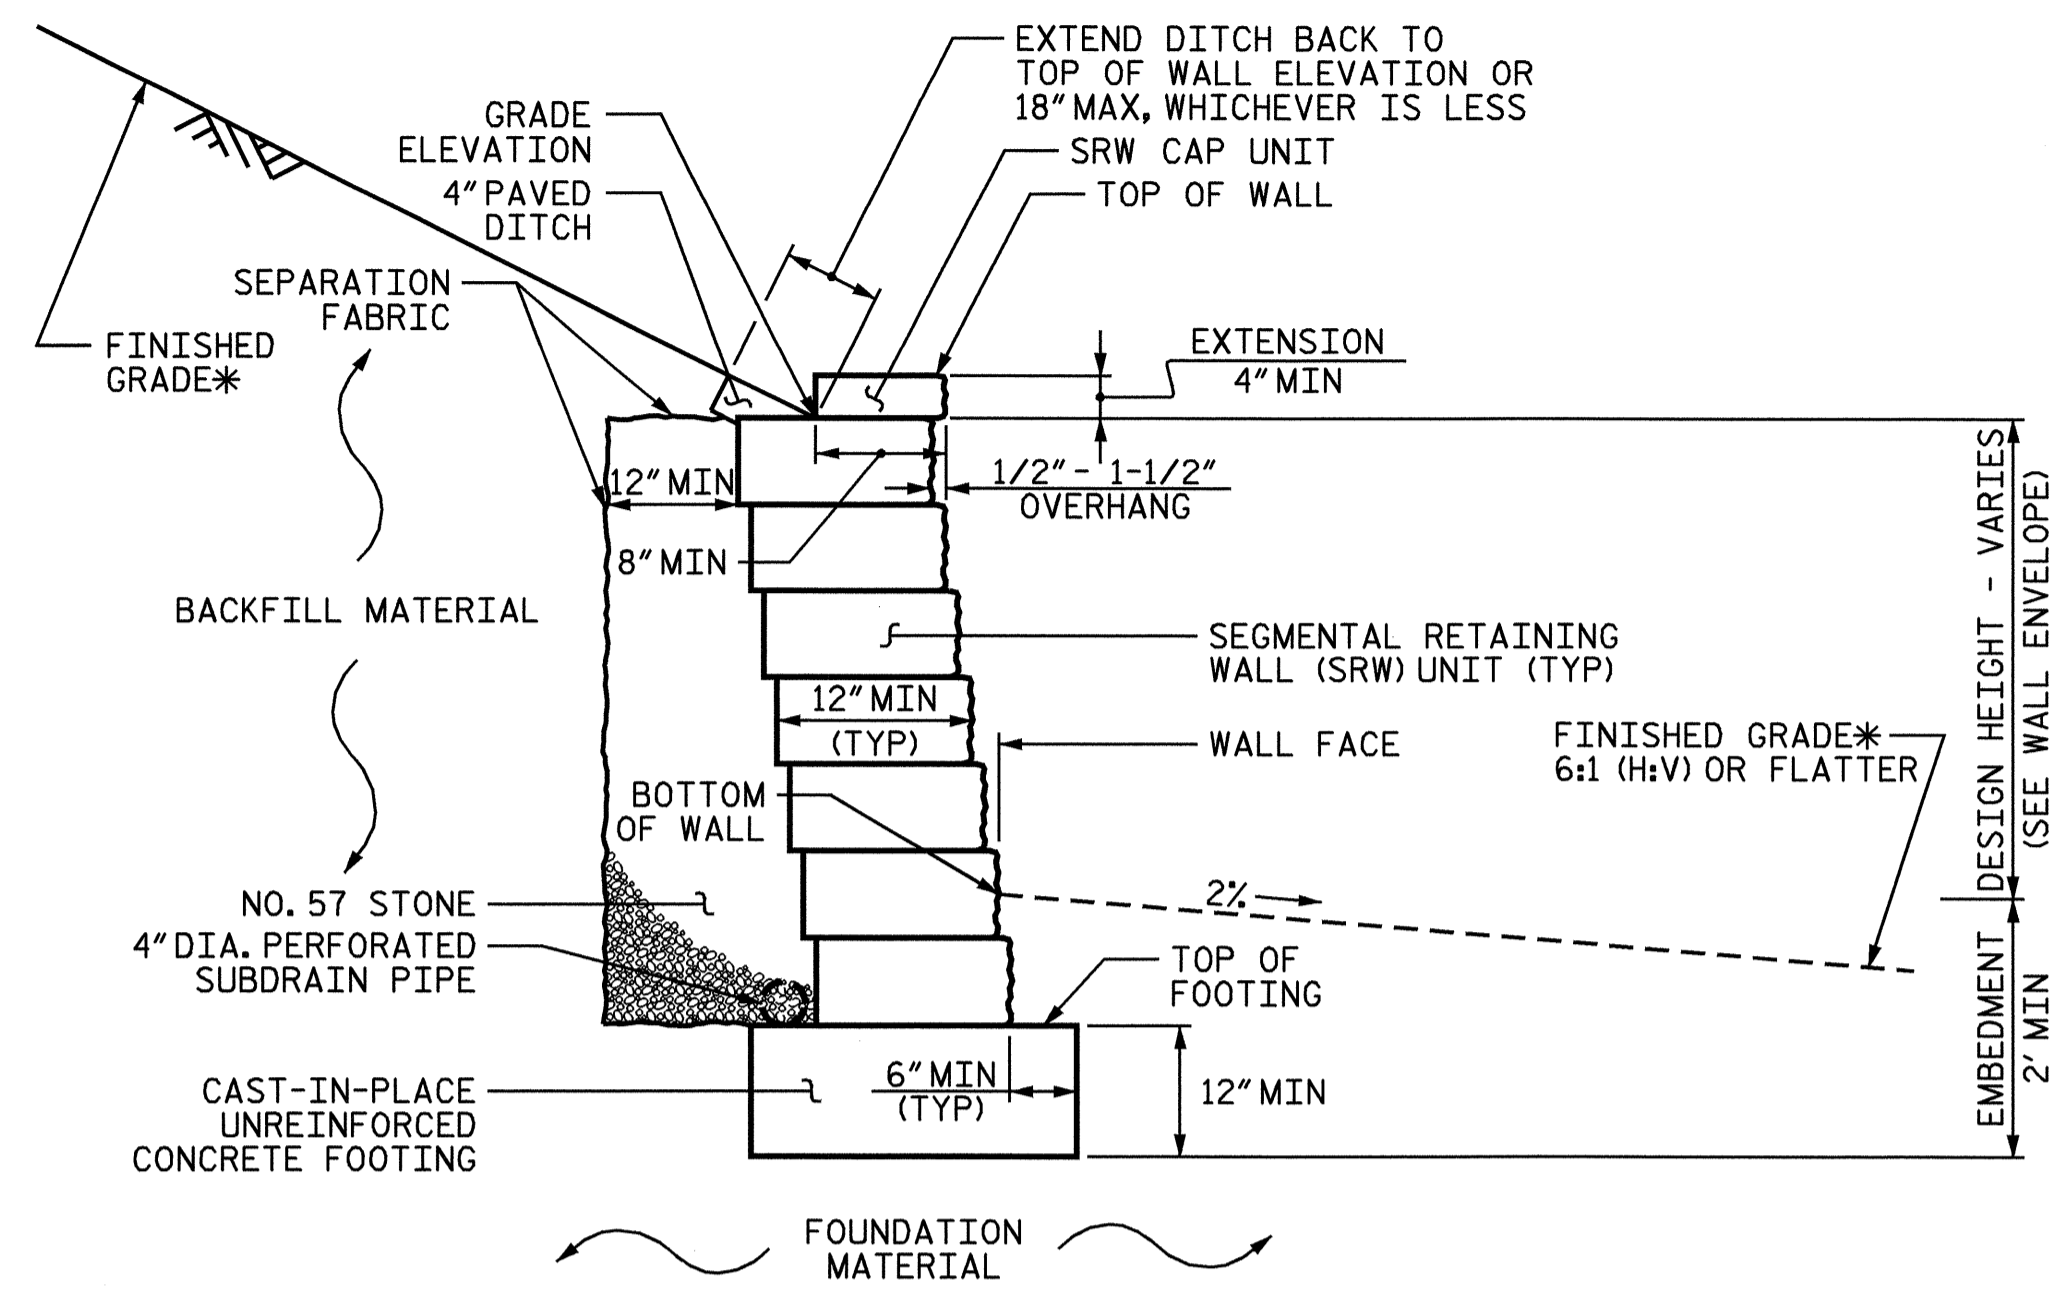 EXTEND DITCH BACK TO
TOP OF WALL ELEVATION OR
18" MAX, WHICHEVER IS LESS
GRADE
ELEVATION
SRW CAP UNIT
4" PAVED
DITCH
TOP OF WALL
SEPARATION
FABRIC
FINISHED
GRADE*
EXTENSION
4" MIN
12" MIN
1/2" - 1-1/2"
OVERHANG
8" MIN
BACKFILL MATERIAL
SEGMENTAL RETAINING
WALL (SRW) UNIT (TYP)
12" MIN
(TYP)
WALL FACE
FINISHED GRADE*
6:1 (H:V) OR FLATTER
BOTTOM
OF WALL
DESIGN HEIGHT - VARIES
(SEE WALL ENVELOPE)
2%
NO. 57 STONE
4" DIA. PERFORATED
SUBDRAIN PIPE
TOP OF
FOOTING
EMBEDMENT
2' MIN
CAST-IN-PLACE
UNREINFORCED
CONCRETE FOOTING
6" MIN
(TYP)
12" MIN
FOUNDATION
MATERIAL